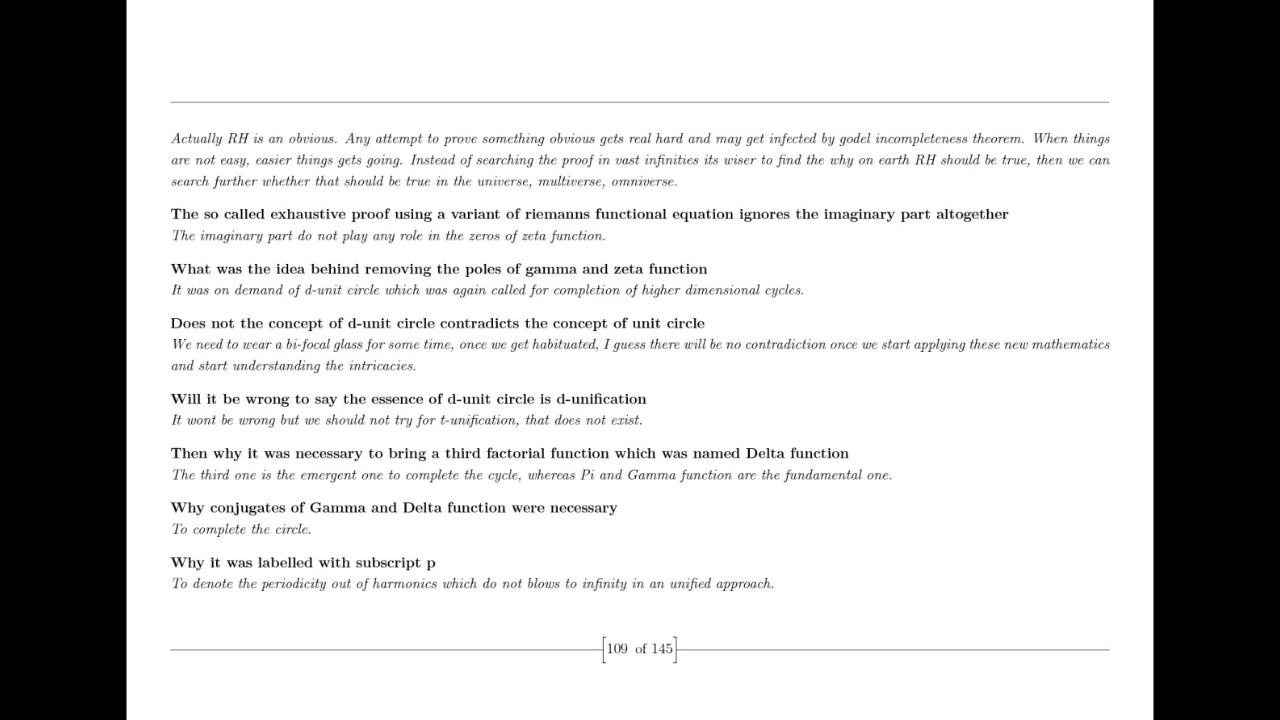 Actually RH is an obvious. Any attempt to prove something obvious gets real hard and may get infected by godel incompleteness theorem. When things
are not easy, easier things gets going. Instead of searching the proof in vast infinities its wiser to find the why on earth RH should be true, then we can
search further whether that should be true in the universe, multiverse, omniverse.
The so called exhaustive proof using a variant of riemanns functional equation ignores the imaginary part altogether
The imaginary part do not play any role in the zeros of zeta function.
What was the idea behind removing the poles of gamma and zeta function
It was on demand of d-unit circle which was again called for completion of higher dimensional cycles.
Does not the concept of d-unit circle contradicts the concept of unit circle
We need to wear a bi-focal glass for some time, once we get habituated, I guess there will be no contradiction once we start applying these new mathematics
and start understanding the intricacies.
Will it be wrong to say the essence of d-unit circle is d-unification
It wont be wrong but we should not try for t-unification, that does not exist.
Then why it was necessary to bring a third factorial function which was named Delta function
The third one is the emergent one to complete the cycle, whereas Pi and Gamma function are the fundamental one.
Why conjugates of Gamma and Delta function were necessary
To complete the circle.
Why it was labelled with subscript p
To denote the periodicity out of harmonics which do not blows to infinity in an unified approach.
109 of 145